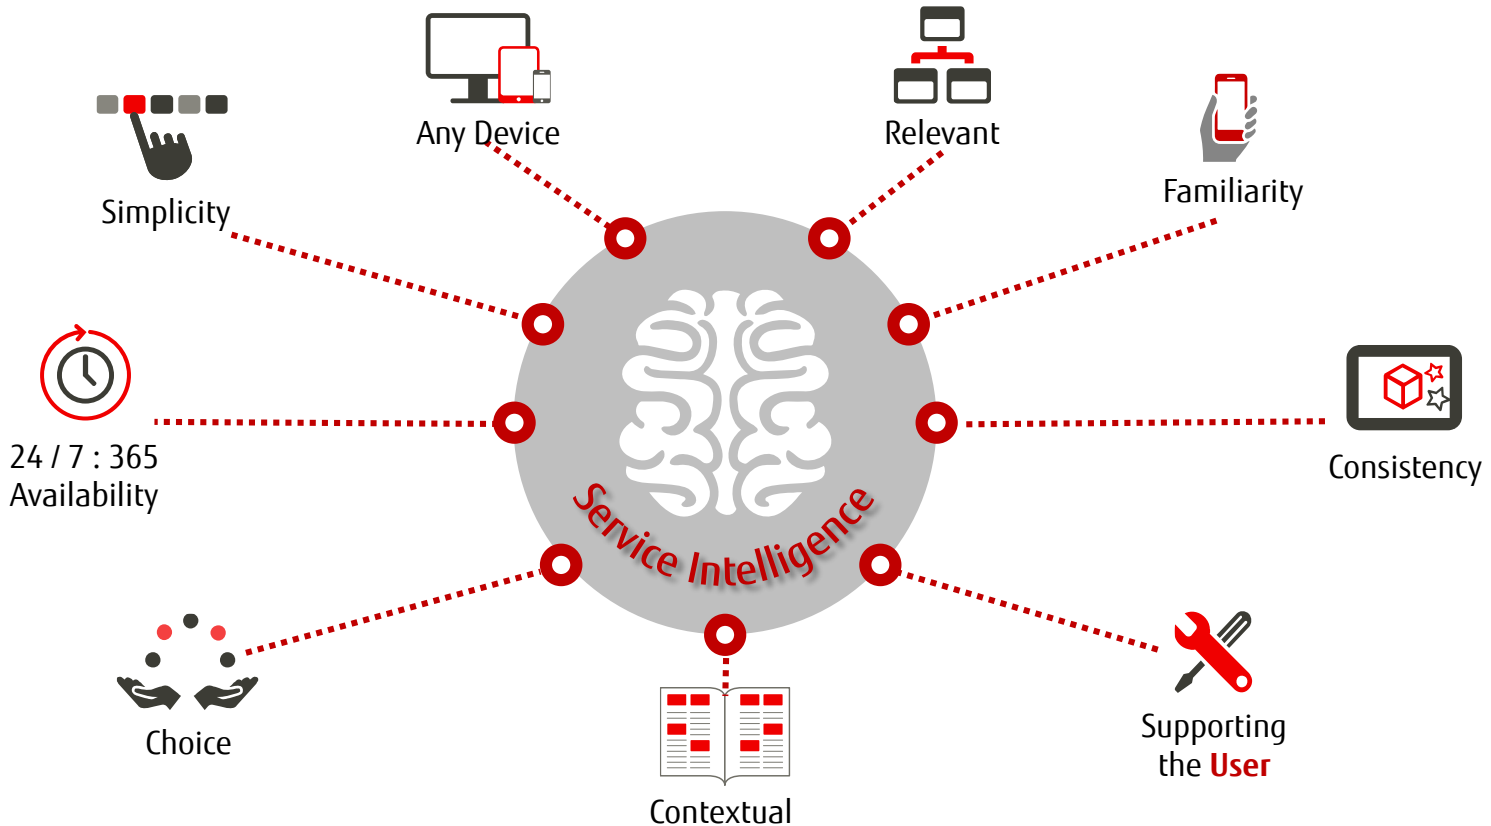 Any Device
Relevant
Simplicity
Familiarity
24 / 7 : 365
Availability
Consistency
Service Intelligence
Choice
Supporting
the User
Contextual